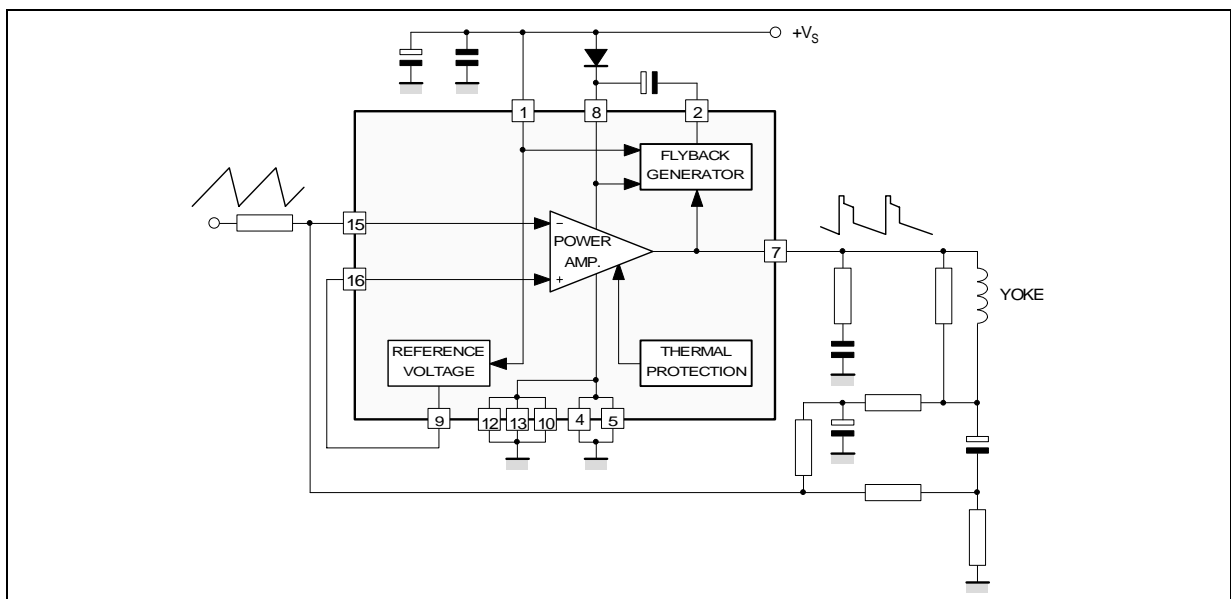 +VS
1
8
2
FLYBACK
GENERATOR
15
−
POWER
AMP.
+
7
16
YOKE
REFERENCE
VOLTAGE
THERMAL
PROTECTION
9
12
13
10
4
5